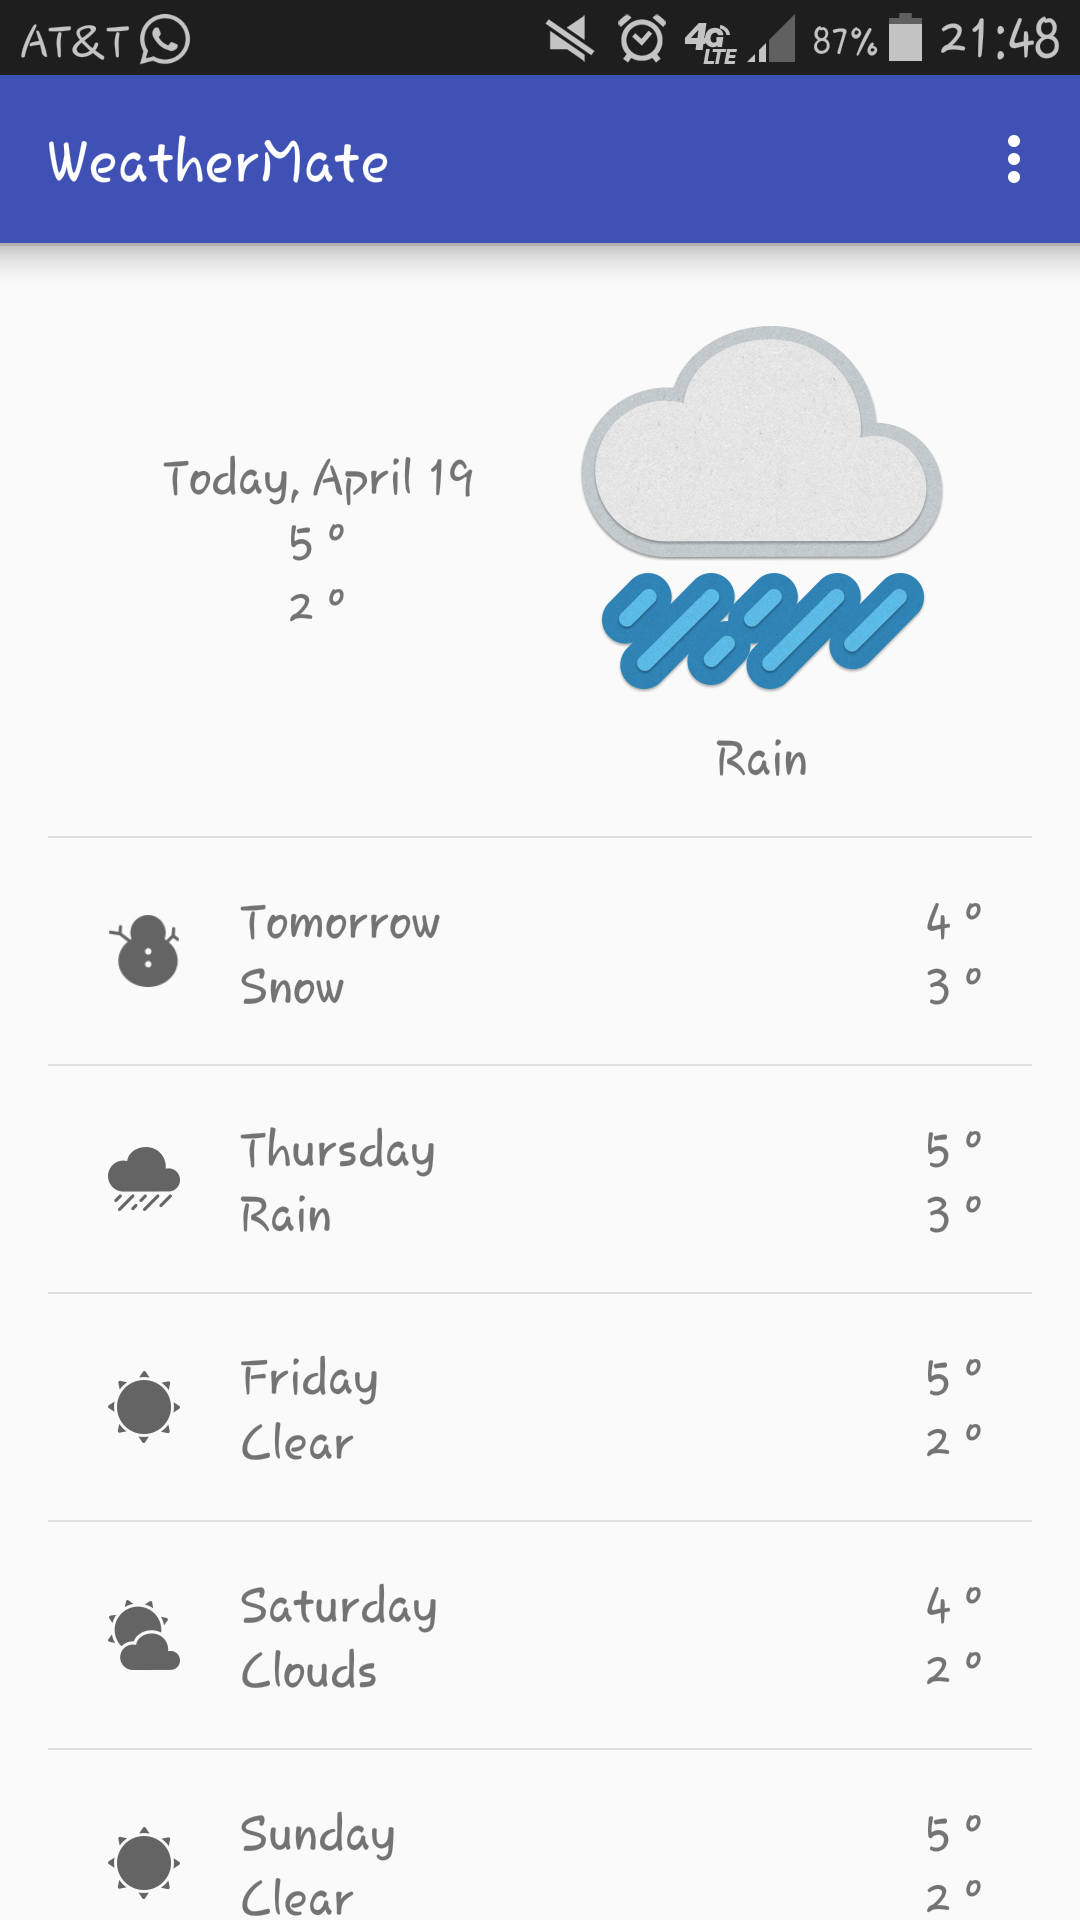 AT&T 4G LTE 87% 21:48
WeatherMate
Today, April 19
5 °
2 °
Rain
Tomorrow 4 °
Snow 3 °
Thursday 5 °
Rain 3 °
Friday 5 °
Clear 2 °
Saturday 4 °
Clouds 2 °
Sunday 5 °
Clear 2 °